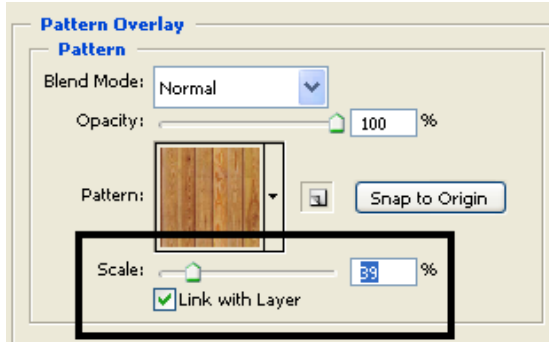 Pattern Overlay
Pattern
Blend Mode: Normal
Opacity: 100 %
Pattern: Snap to Origin
Scale: 39 %
Link with Layer